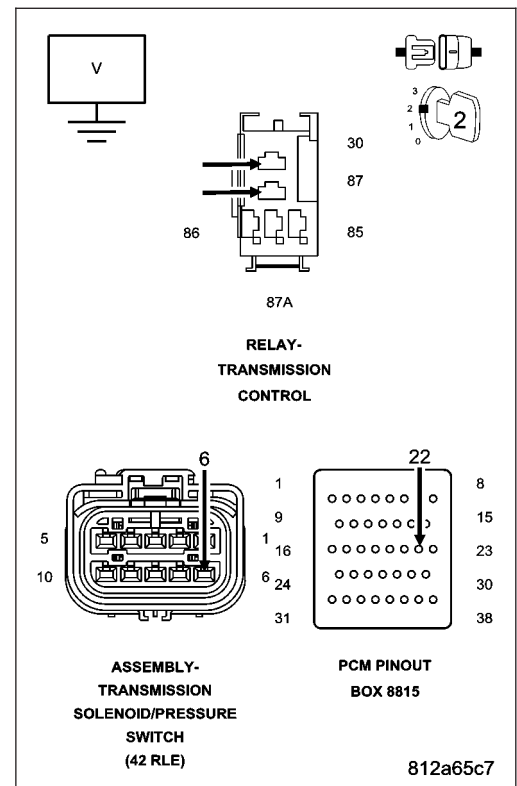 V
3
2
1
0
2
30
87
86
85
87A
RELAY-
TRANSMISSION
CONTROL
6
22
1
8
9
15
5
1
16
23
10
6
24
30
31
38
ASSEMBLY-
TRANSMISSION
SOLENOID/PRESSURE
SWITCH
(42 RLE)
PCM PINOUT
BOX 8815
812a65c7